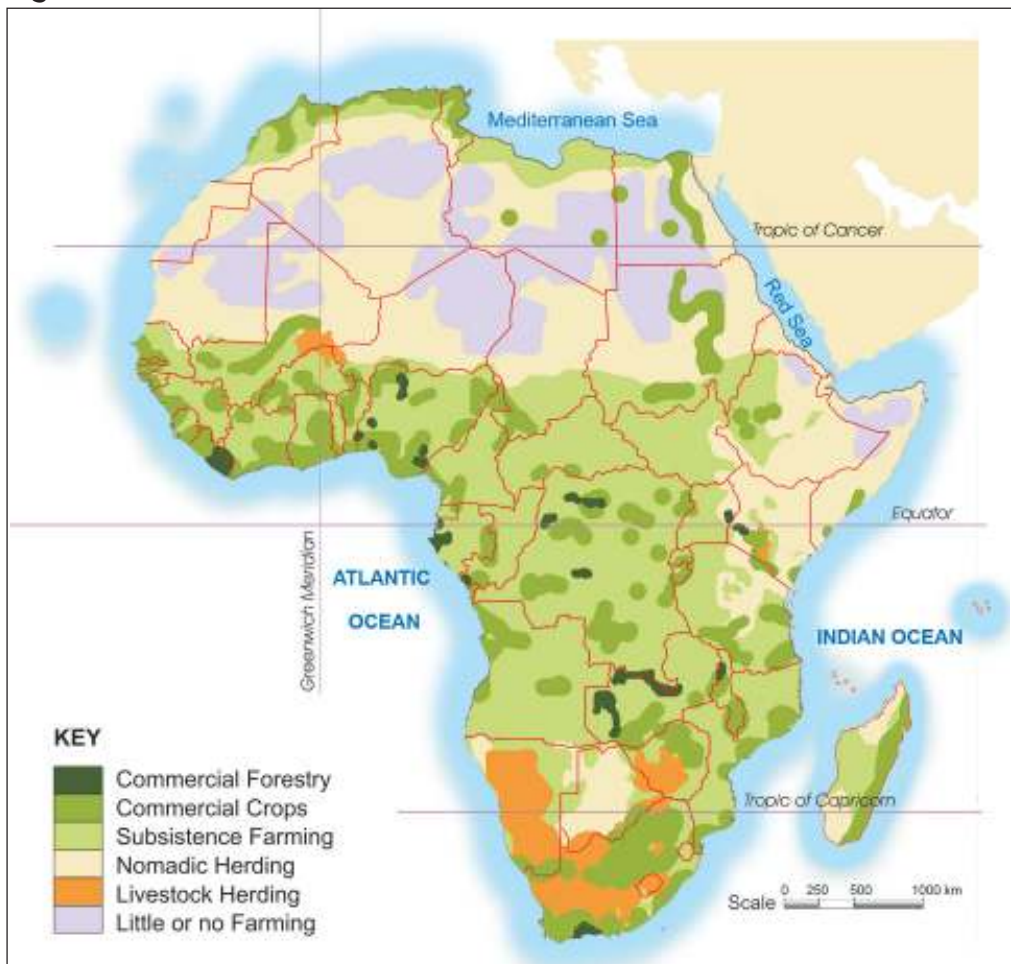 Mediterranean Sea
Tropic of Cancer
Red Sea
Equator
Greenwich Meridian
ATLANTIC
OCEAN
INDIAN OCEAN
Tropic of Capricorn
KEY
Commercial Forestry
Commercial Crops
Subsistence Farming
Nomadic Herding
Livestock Herding
Little or no Farming
Scale 0 250 500 1000 km